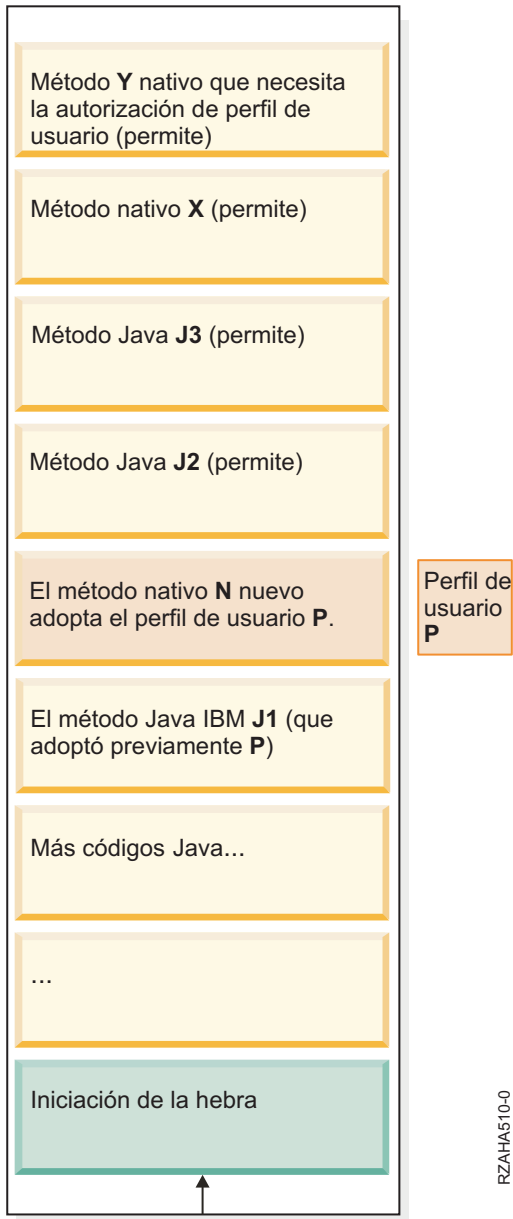 Método Y nativo que necesita
la autorización de perfil de
usuario (permite)
Método nativo X (permite)
Método Java J3 (permite)
Método Java J2 (permite)
El método nativo N nuevo
adopta el perfil de usuario P.
Perfil de
usuario
P
El método Java IBM J1 (que
adoptó previamente P)
Más códigos Java...
...
Iniciación de la hebra
RZAHA510-0